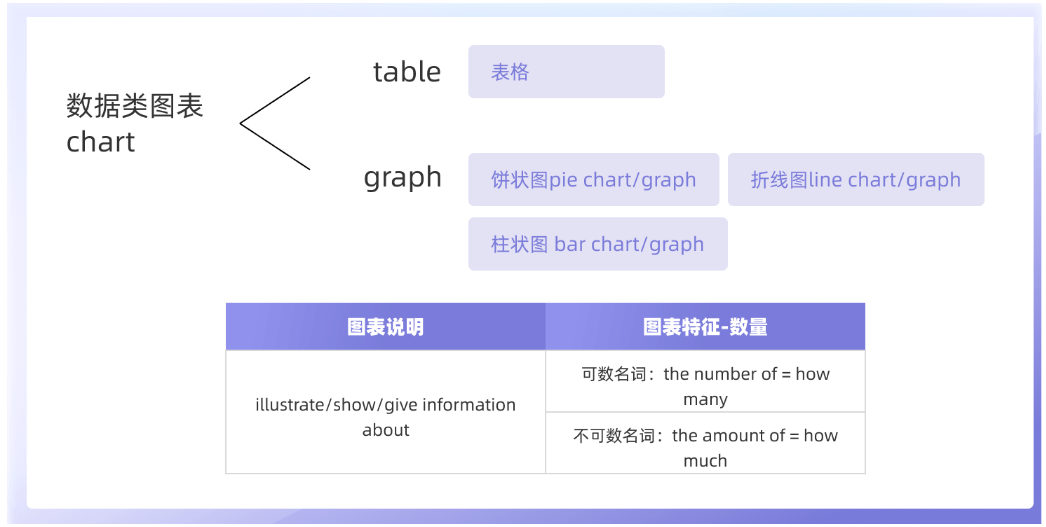 数据类图表
chart
table
表格
graph
饼状图pie chart/graph
折线图line chart/graph
柱状图 bar chart/graph
图表说明
图表特征-数量
illustrate/show/give information
about
可数名词：the number of = how
many
不可数名词：the amount of = how
much